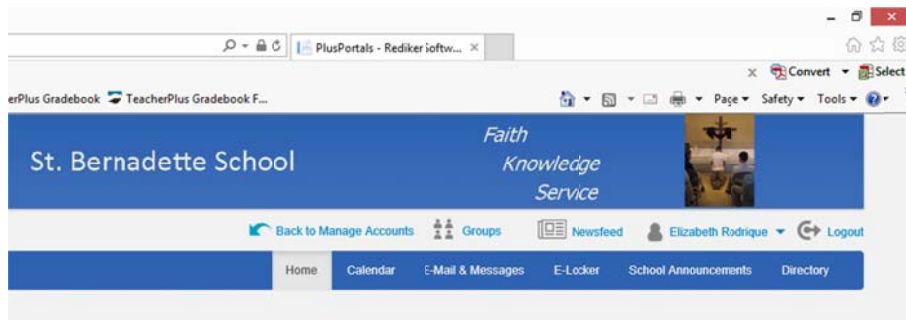 PlusPortals - Rediker Softw...
Convert Select
erPlus Gradebook TeacherPlus Gradebook F...
Page Safety Tools
St. Bernadette School
Faith
Knowledge
Service
Back to Manage Accounts Groups Newsfeed Elizabeth Rodrique Logout
Home Calendar E-Mail & Messages E-Locker School Announcements Directory